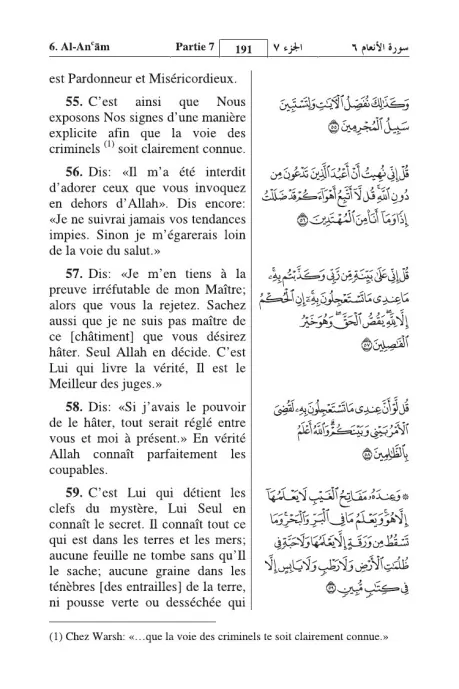 6. Al-Anᶜām Partie 7 191 الجزء ٧ سورة الأنعام ٦
est Pardonneur et Miséricordieux.
55. C’est ainsi que Nous
exposons Nos signes d’une manière
explicite afin que la voie des
criminels (1) soit clairement connue.
56. Dis: «Il m’a été interdit
d’adorer ceux que vous invoquez
en dehors d’Allah». Dis encore:
«Je ne suivrai jamais vos tendances
impies. Sinon je m’égarerais loin
de la voie du salut.»
57. Dis: «Je m’en tiens à la
preuve irréfutable de mon Maître;
alors que vous la rejetez. Sachez
aussi que je ne suis pas maître de
ce [châtiment] que vous désirez
hâter. Seul Allah en décide. C’est
Lui qui livre la vérité, Il est le
Meilleur des juges.»
58. Dis: «Si j’avais le pouvoir
de le hâter, tout serait réglé entre
vous et moi à présent.» En vérité
Allah connaît parfaitement les
coupables.
59. C’est Lui qui détient les
clefs du mystère, Lui Seul en
connaît le secret. Il connaît tout ce
qui est dans les terres et les mers;
aucune feuille ne tombe sans qu’Il
le sache; aucune graine dans les
ténèbres [des entrailles] de la terre,
ni pousse verte ou desséchée qui
وَكَذَٰلِكَ نُفَصِّلُ ٱلْآيَٰتِ وَلِتَسْتَبِينَ
سَبِيلُ ٱلْمُجْرِمِينَ ٥٥
قُلْ إِنِّى نُهِيتُ أَنْ أَعْبُدَ ٱلَّذِينَ تَدْعُونَ مِن
دُونِ ٱللَّهِ قُل لَّآ أَتَّبِعُ أَهْوَآءَكُمْ قَدْ ضَلَلْتُ
إِذًا وَمَآ أَنَا۠ مِنَ ٱلْمُهْتَدِينَ ٥٦
قُلْ إِنِّى عَلَىٰ بَيِّنَةٍ مِّن رَّبِّى وَكَذَّبْتُم بِهِۦ
مَا عِندِى مَا تَسْتَعْجِلُونَ بِهِۦٓ إِنِ ٱلْحُكْمُ
إِلَّا لِلَّهِ يَقُصُّ ٱلْحَقَّ وَهُوَ خَيْرُ
ٱلْفَٰصِلِينَ ٥٧
قُل لَّوْ أَنَّ عِندِى مَا تَسْتَعْجِلُونَ بِهِۦ لَقُضِىَ
ٱلْأَمْرُ بَيْنِى وَبَيْنَكُمْ وَٱللَّهُ أَعْلَمُ
بِٱلظَّٰلِمِينَ ٥٨
۞ وَعِندَهُۥ مَفَاتِحُ ٱلْغَيْبِ لَا يَعْلَمُهَآ
إِلَّا هُوَ وَيَعْلَمُ مَا فِى ٱلْبَرِّ وَٱلْبَحْرِ وَمَا
تَسْقُطُ مِن وَرَقَةٍ إِلَّا يَعْلَمُهَا وَلَا حَبَّةٍ فِى
ظُلُمَٰتِ ٱلْأَرْضِ وَلَا رَطْبٍ وَلَا يَابِسٍ إِلَّا
فِى كِتَٰبٍ مُّبِينٍ ٥٩
(1) Chez Warsh: «…que la voie des criminels te soit clairement connue.»